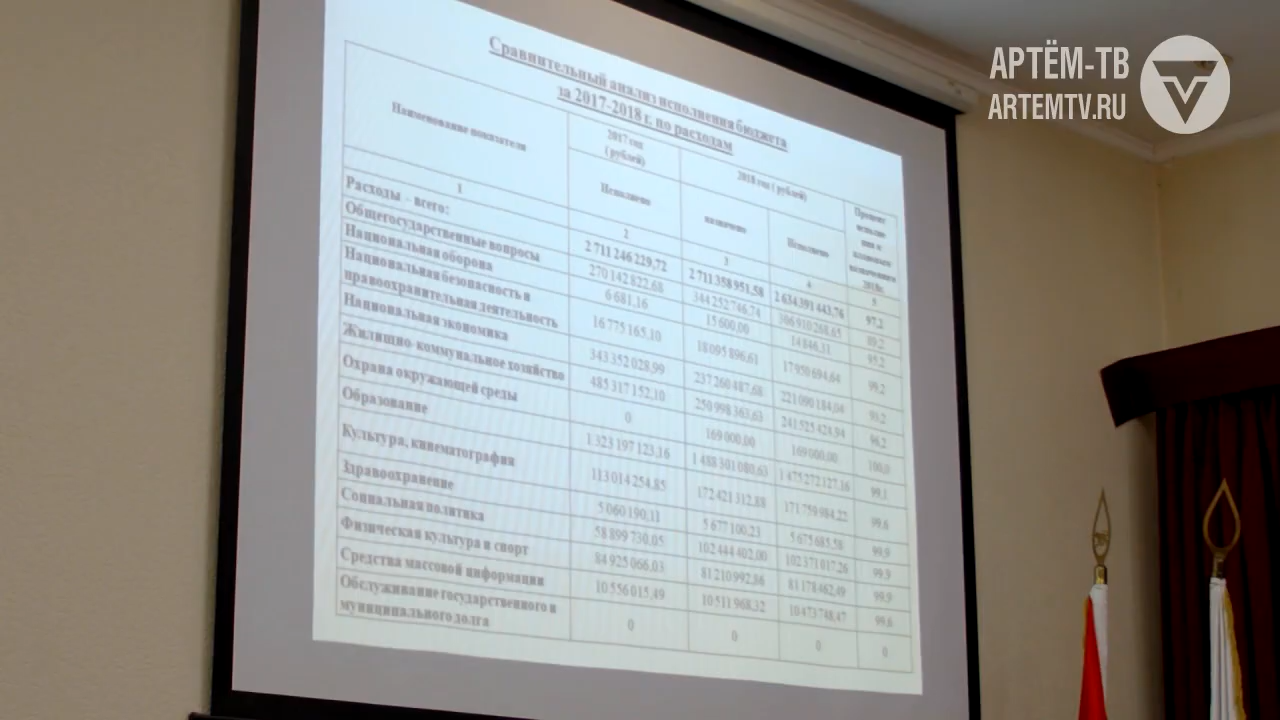 АРТЁМ-ТВ
ARTEMTV.RU
Сравнительный анализ исполнения бюджета
за 2017-2018 г. по расходам
Наименование показателя
2017 год
(рублей)
2018 год (рублей)
Исполнено
назначено
Исполнено
Процент
1 2 3 4 5
Расходы - всего: 2 711 246 229,72 2 711 358 951,58 2 634 391 443,76 97,2
Общегосударственные вопросы 270 142 822,68 344 252 746,74 306 910 268,65 89,2
Национальная оборона 6 681,16 15 600,00 14 846,31 95,2
Национальная безопасность и
правоохранительная деятельность 16 775 165,10 18 095 896,61 17 950 694,64 99,2
Национальная экономика 343 352 028,99 237 260 487,68 221 090 184,04 93,2
Жилищно- коммунальное хозяйство 485 317 152,10 250 998 363,63 241 525 424,94 96,2
Охрана окружающей среды 0 169 000,00 169 000,00 100,0
Образование 1 323 197 123,16 1 488 301 080,63 1 475 272 127,16 99,1
Культура, кинематография 113 014 254,85 172 421 312,88 171 759 984,22 99,6
Здравоохранение 5 060 190,11 5 677 100,23 5 675 685,58 99,9
Социальная политика 58 899 730,05 102 444 402,00 102 371 017,26 99,9
Физическая культура и спорт 84 925 066,03 81 210 992,86 81 178 462,49 99,9
Средства массовой информации 10 556 015,49 10 511 968,32 10 473 748,47 99,6
Обслуживание государственного и
муниципального долга 0 0 0 0